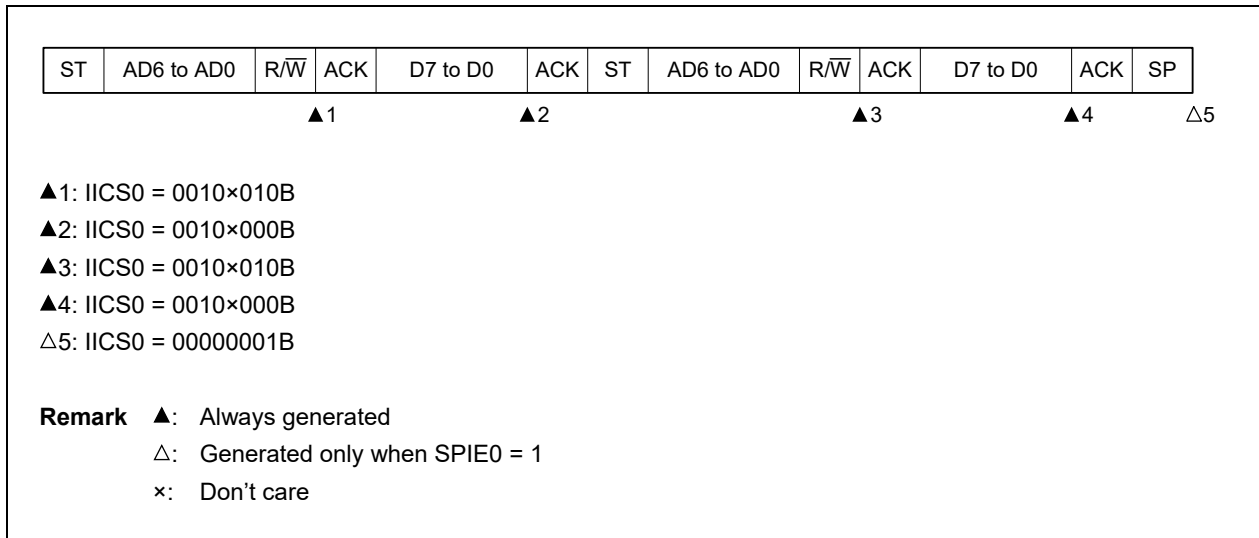 ST AD6 to AD0 R/W̅ ACK D7 to D0 ACK ST AD6 to AD0 R/W̅ ACK D7 to D0 ACK SP
▲1 ▲2 ▲3 ▲4 △5
▲1: IICS0 = 0010×010B
▲2: IICS0 = 0010×000B
▲3: IICS0 = 0010×010B
▲4: IICS0 = 0010×000B
△5: IICS0 = 00000001B
Remark ▲: Always generated
△: Generated only when SPIE0 = 1
×: Don't care